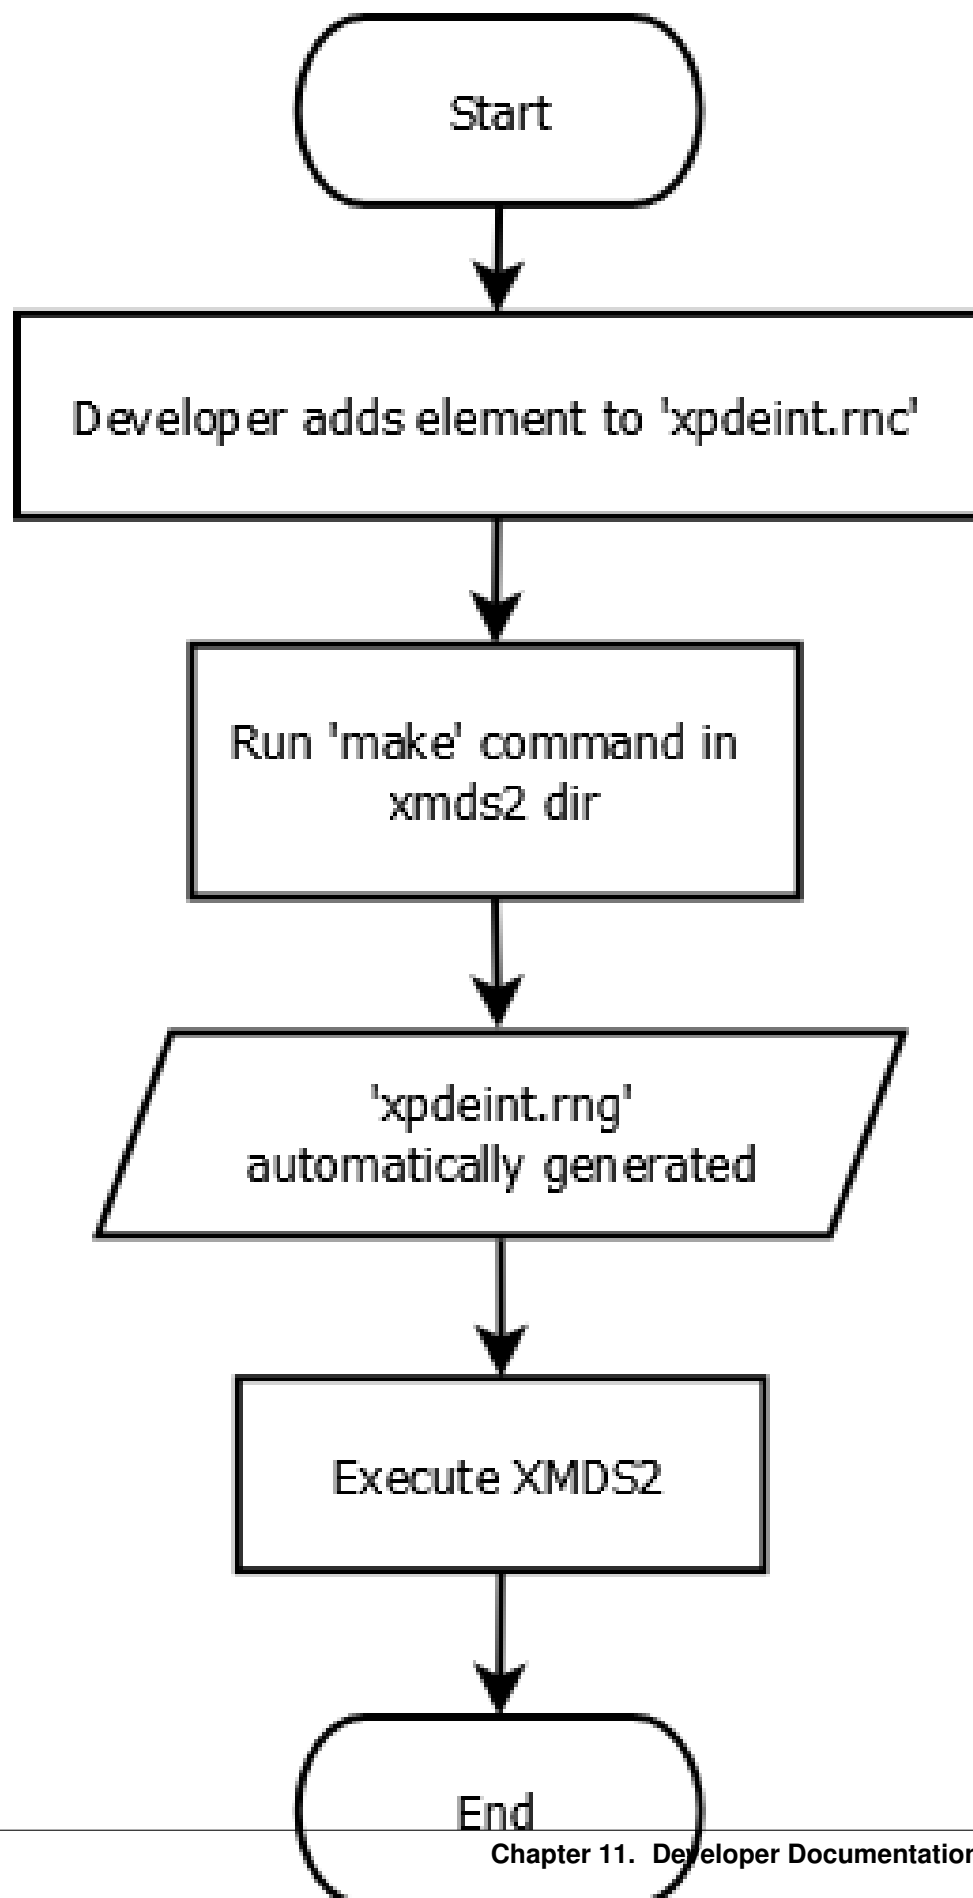 Start
Developer adds element to 'xpdeint.rnc'
Run 'make' command in
xmds2 dir
'xpdeint.rng'
automatically generated
Execute XMDS2
End
Chapter 11. Developer Documentation